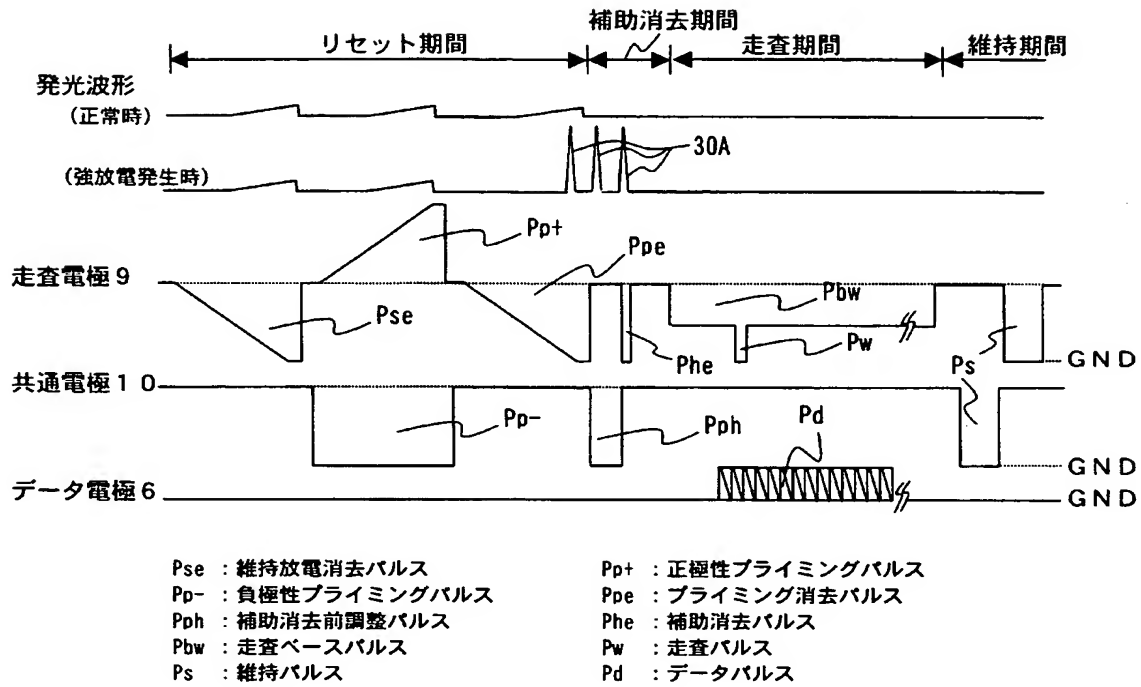 補助消去期間
リセット期間
走査期間
維持期間
発光波形
(正常時)
30A
(強放電発生時)
Pp+
Ppe
走査電極9
Pbw
Pse
Phe
Pw
Ps
GND
共通電極10
Pp-
Pph
Pd
GND
データ電極6
GND
Pse :維持放電消去パルス
Pp+ :正極性プライミングパルス
Pp- :負極性プライミングパルス
Ppe :プライミング消去パルス
Pph :補助消去前調整パルス
Phe :補助消去パルス
Pbw :走査ベースパルス
Pw :走査パルス
Ps :維持パルス
Pd :データパルス